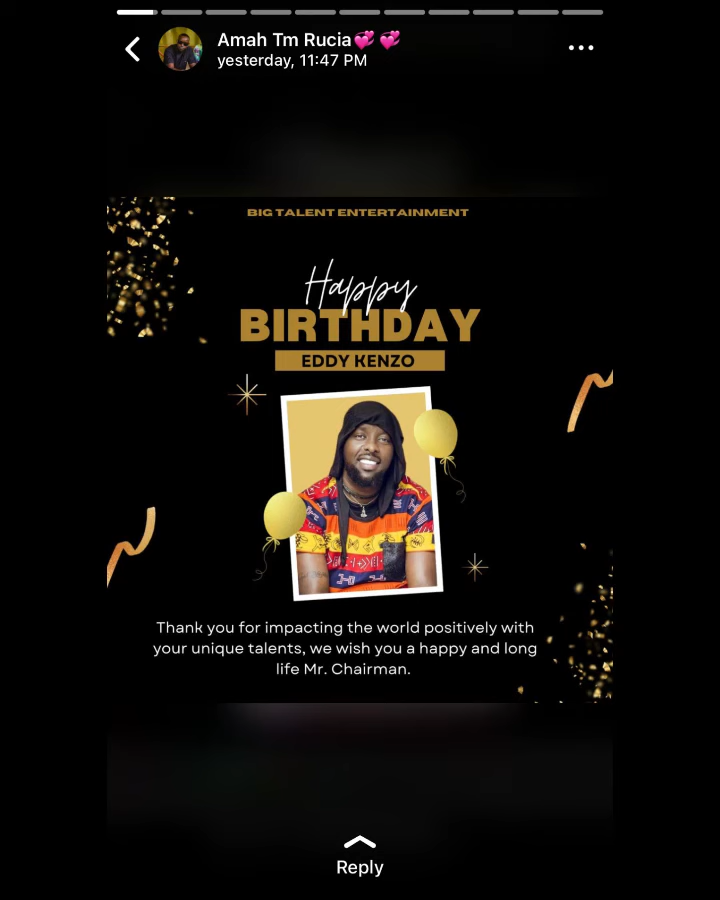 Amah Tm Rucia💞 💞
yesterday, 11:47 PM
BIG TALENT ENTERTAINMENT
Happy
BIRTHDAY
EDDY KENZO
Thank you for impacting the world positively with
your unique talents, we wish you a happy and long
life Mr. Chairman.
Reply